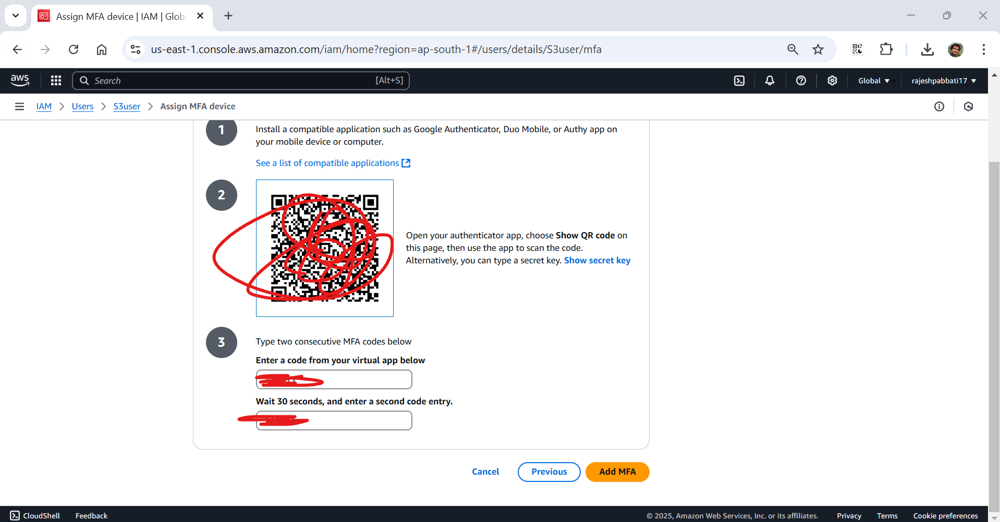 Assign MFA device | IAM | Glob
us-east-1.console.aws.amazon.com/iam/home?region=ap-south-1#/users/details/S3user/mfa
aws
Search [Alt+S]
Global
rajeshpabbati17
IAM > Users > S3user > Assign MFA device
1
Install a compatible application such as Google Authenticator, Duo Mobile, or Authy app on
your mobile device or computer.
See a list of compatible applications
2
Open your authenticator app, choose Show QR code on
this page, then use the app to scan the code.
Alternatively, you can type a secret key. Show secret key
3
Type two consecutive MFA codes below
Enter a code from your virtual app below
Wait 30 seconds, and enter a second code entry.
Cancel
Previous
Add MFA
CloudShell
Feedback
© 2025, Amazon Web Services, Inc. or its affiliates.
Privacy
Terms
Cookie preferences